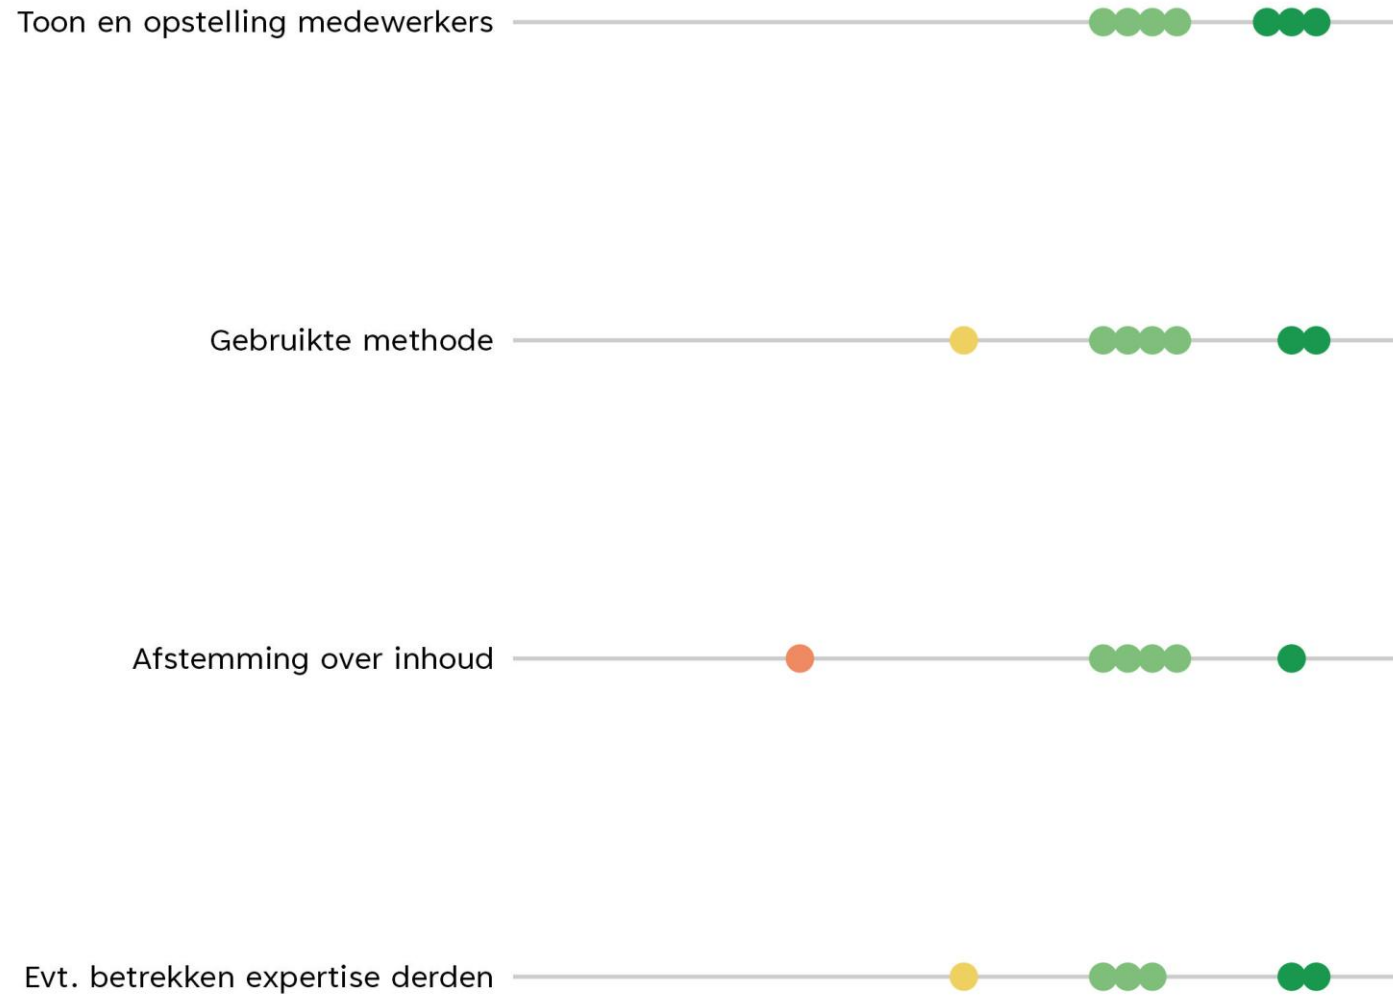 Toon en opstelling medewerkers
Gebruikte methode
Afstemming over inhoud
Evt. betrekken expertise derden